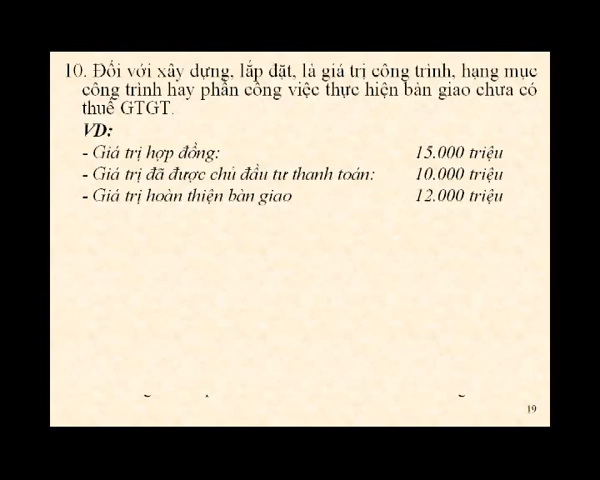 10. Đối với xây dựng, lắp đặt, là giá trị công trình, hạng mục
công trình hay phần công việc thực hiện bàn giao chưa có
thuế GTGT.
VD:
- Giá trị hợp đồng: 15.000 triệu
- Giá trị đã được chủ đầu tư thanh toán: 10.000 triệu
- Giá trị hoàn thiện bàn giao 12.000 triệu
19